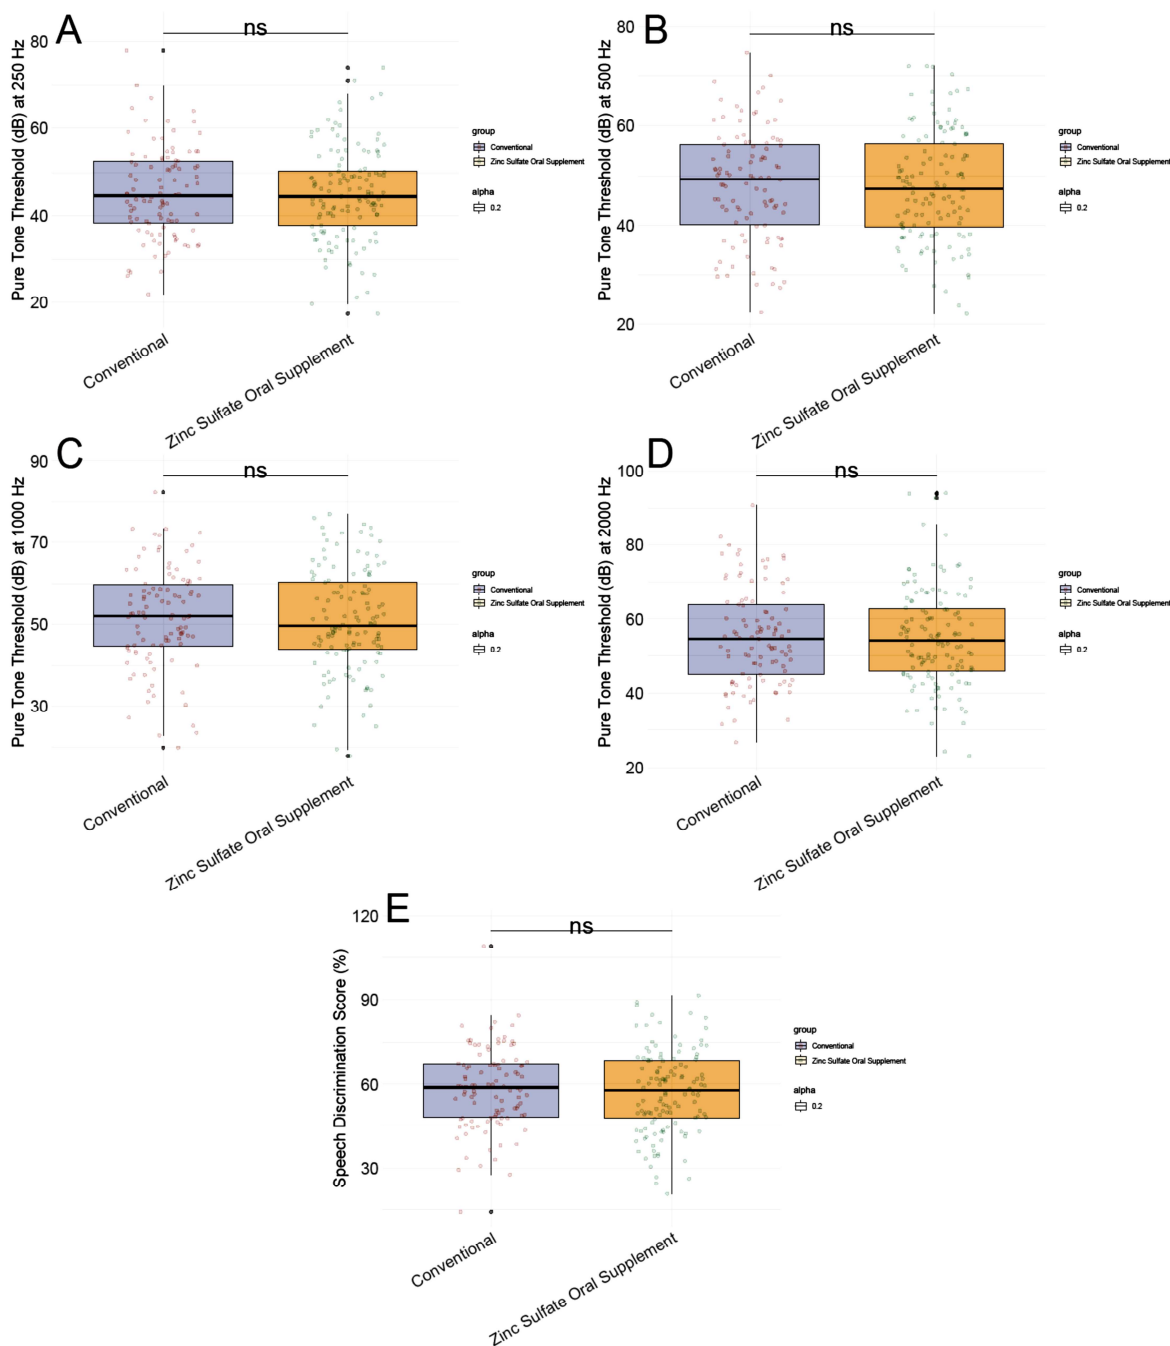 A
ns
Pure Tone Threshold (dB) at 250 Hz
80
60
40
20
Conventional
Zinc Sulfate Oral Supplement
group
Conventional
Zinc Sulfate Oral Supplement
alpha
0.2
B
ns
Pure Tone Threshold (dB) at 500 Hz
80
60
40
20
Conventional
Zinc Sulfate Oral Supplement
group
Conventional
Zinc Sulfate Oral Supplement
alpha
0.2
C
ns
Pure Tone Threshold (dB) at 1000 Hz
90
70
50
30
Conventional
Zinc Sulfate Oral Supplement
group
Conventional
Zinc Sulfate Oral Supplement
alpha
0.2
D
ns
Pure Tone Threshold (dB) at 2000 Hz
100
80
60
40
20
Conventional
Zinc Sulfate Oral Supplement
group
Conventional
Zinc Sulfate Oral Supplement
alpha
0.2
E
ns
Speech Discrimination Score (%)
120
90
60
30
Conventional
Zinc Sulfate Oral Supplement
group
Conventional
Zinc Sulfate Oral Supplement
alpha
0.2